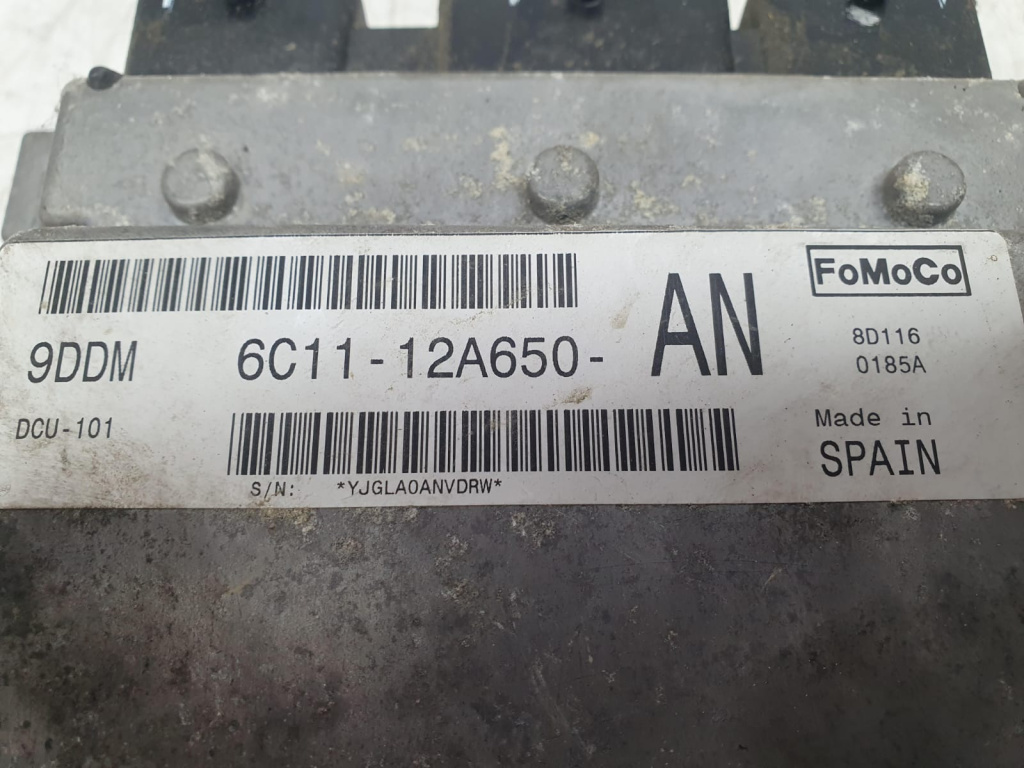 FoMoCo
9DDM 6C11-12A650- AN
8D116
0185A
DCU-101
Made in
SPAIN
S/N: *YJGLA0ANVDRW*